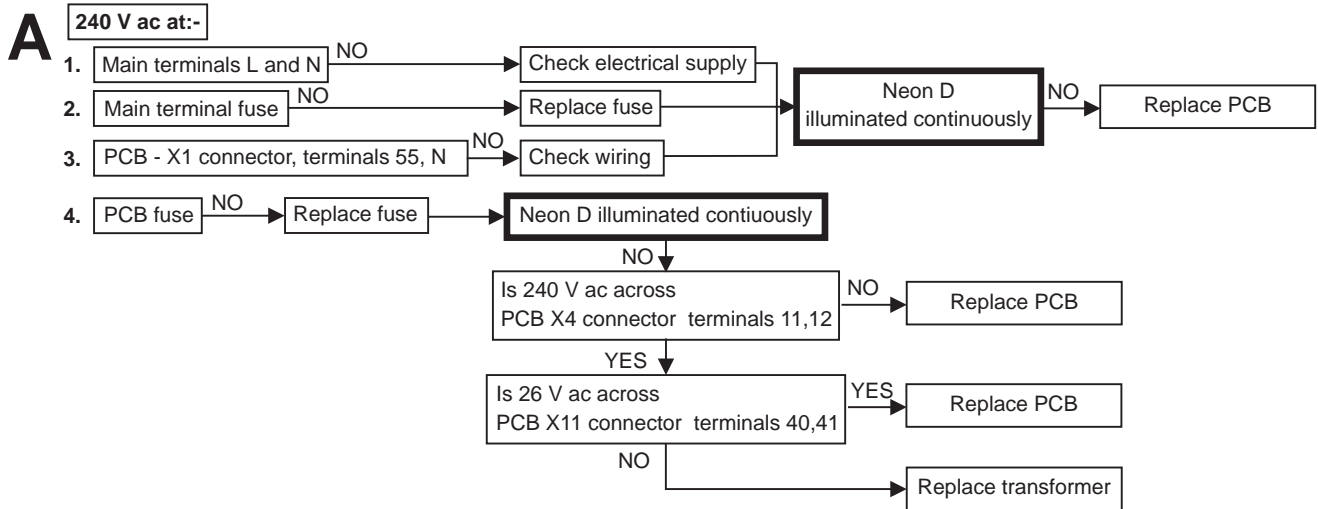 A
240 V ac at:-
1. Main terminals L and N
NO
Check electrical supply
2. Main terminal fuse
NO
Replace fuse
3. PCB - X1 connector, terminals 55, N
NO
Check wiring
Neon D
illuminated continuously
NO
Replace PCB
4. PCB fuse
NO
Replace fuse
Neon D illuminated contiuously
NO
Is 240 V ac across
PCB X4 connector terminals 11,12
NO
Replace PCB
YES
Is 26 V ac across
PCB X11 connector terminals 40,41
YES
Replace PCB
NO
Replace transformer